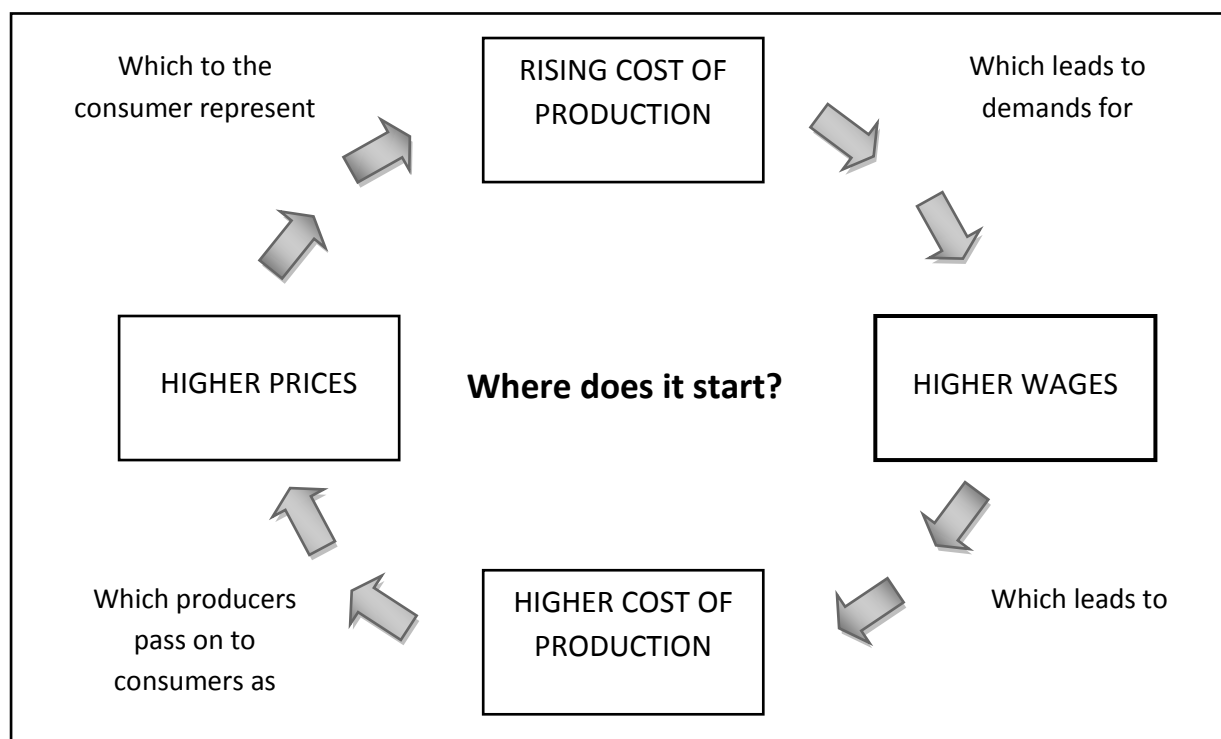 Which to the
consumer represent
RISING COST OF
PRODUCTION
Which leads to
demands for
HIGHER PRICES
Where does it start?
HIGHER WAGES
Which producers
pass on to
consumers as
HIGHER COST OF
PRODUCTION
Which leads to